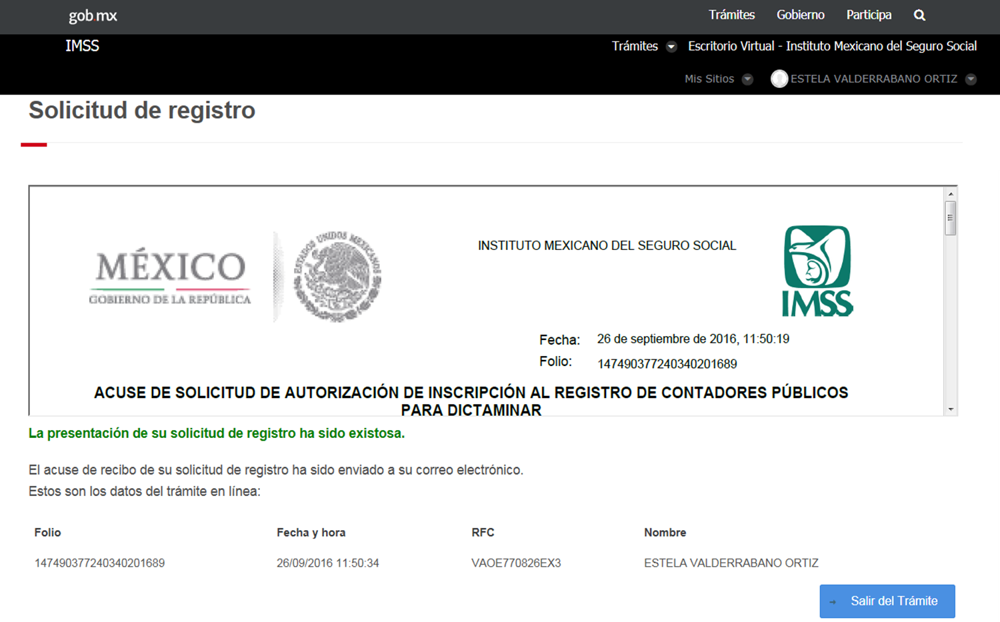 gob.mx
Trámites Gobierno Participa
IMSS
Trámites Escritorio Virtual - Instituto Mexicano del Seguro Social
Mis Sitios ESTELA VALDERRABANO ORTIZ
Solicitud de registro
INSTITUTO MEXICANO DEL SEGURO SOCIAL
MÉXICO
GOBIERNO DE LA REPÚBLICA
ESTADOS UNIDOS MEXICANOS
IMSS
Fecha: 26 de septiembre de 2016, 11:50:19
Folio: 147490377240340201689
ACUSE DE SOLICITUD DE AUTORIZACIÓN DE INSCRIPCIÓN AL REGISTRO DE CONTADORES PÚBLICOS
PARA DICTAMINAR
La presentación de su solicitud de registro ha sido existosa.
El acuse de recibo de su solicitud de registro ha sido enviado a su correo electrónico.
Estos son los datos del trámite en línea:
Folio Fecha y hora RFC Nombre
147490377240340201689 26/09/2016 11:50:34 VAOE770826EX3 ESTELA VALDERRABANO ORTIZ
Salir del Trámite